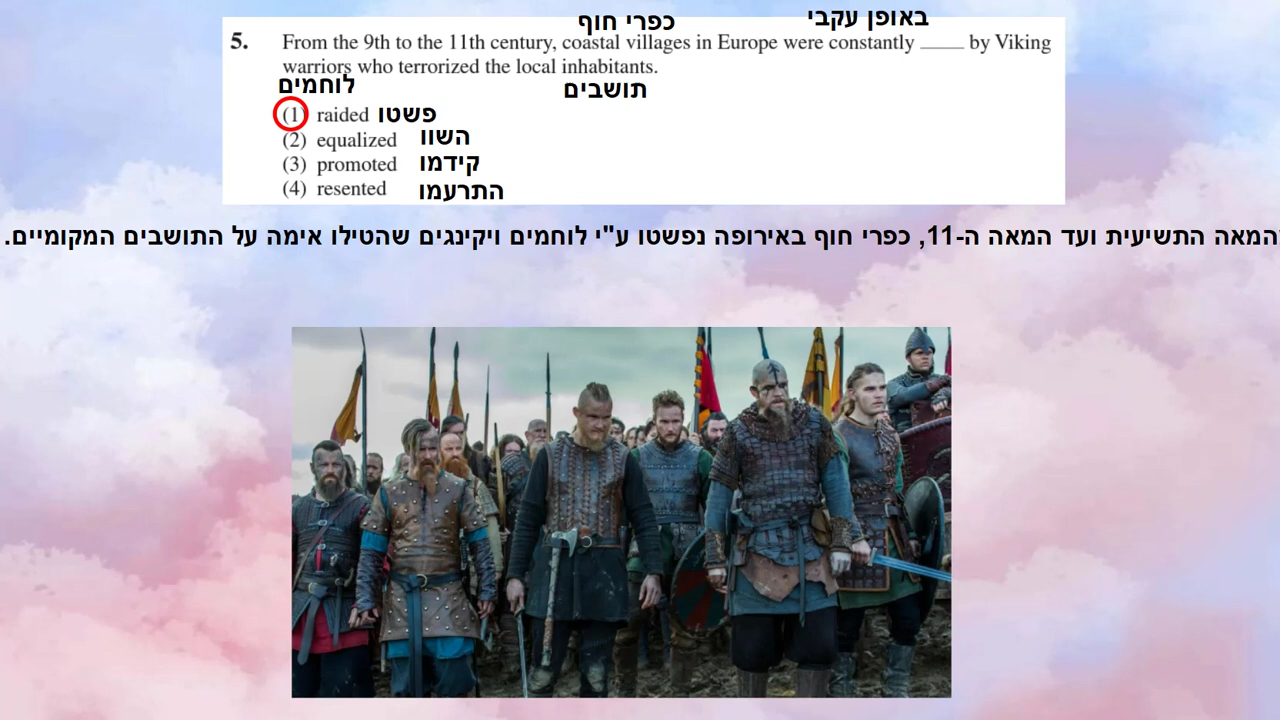 באופן עקבי
כפרי חוף
5. From the 9th to the 11th century, coastal villages in Europe were constantly _____ by Viking
warriors who terrorized the local inhabitants.
לוחמים
תושבים
(1) raided פשטו
(2) equalized השוו
(3) promoted קידמו
(4) resented התרעמו
המאה התשיעית ועד המאה ה-11, כפרי חוף באירופה נפשטו ע"י לוחמים ויקינגים שהטילו אימה על התושבים המקומיים.